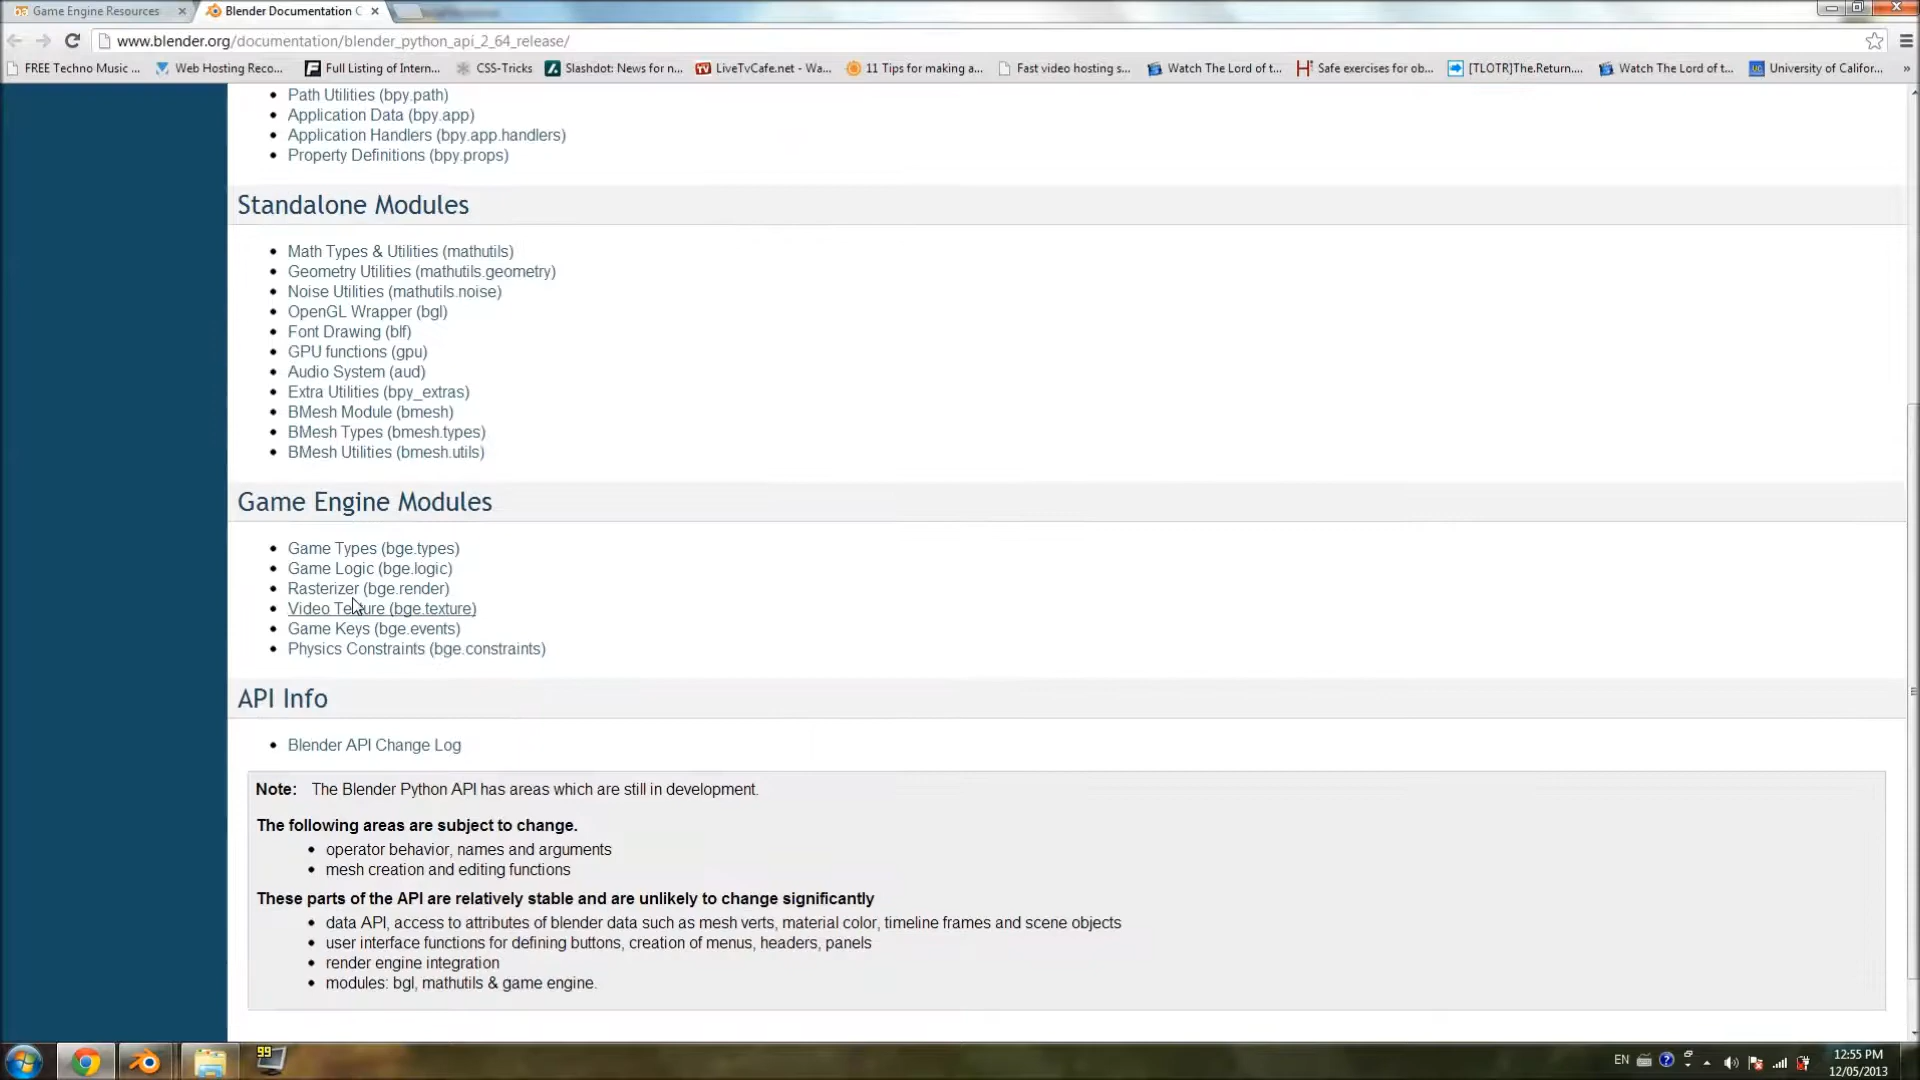 Game Engine Resources
Blender Documentation C
www.blender.org/documentation/blender_python_api_2_64_release/
FREE Techno Music ...
Web Hosting Reco...
Full Listing of Intern...
CSS-Tricks
Slashdot: News for n...
LiveTvCafe.net - Wa...
11 Tips for making a...
Fast video hosting s...
Watch The Lord of t...
Safe exercises for ob...
[TLOTR]The.Return....
Watch The Lord of t...
University of Califor...
»
Path Utilities (bpy.path)
Application Data (bpy.app)
Application Handlers (bpy.app.handlers)
Property Definitions (bpy.props)
Standalone Modules
Math Types & Utilities (mathutils)
Geometry Utilities (mathutils.geometry)
Noise Utilities (mathutils.noise)
OpenGL Wrapper (bgl)
Font Drawing (blf)
GPU functions (gpu)
Audio System (aud)
Extra Utilities (bpy_extras)
BMesh Module (bmesh)
BMesh Types (bmesh.types)
BMesh Utilities (bmesh.utils)
Game Engine Modules
Game Types (bge.types)
Game Logic (bge.logic)
Rasterizer (bge.render)
Video Texture (bge.texture)
Game Keys (bge.events)
Physics Constraints (bge.constraints)
API Info
Blender API Change Log
Note: The Blender Python API has areas which are still in development.
The following areas are subject to change.
operator behavior, names and arguments
mesh creation and editing functions
These parts of the API are relatively stable and are unlikely to change significantly
data API, access to attributes of blender data such as mesh verts, material color, timeline frames and scene objects
user interface functions for defining buttons, creation of menus, headers, panels
render engine integration
modules: bgl, mathutils & game engine.
99
EN
12:55 PM
12/05/2013